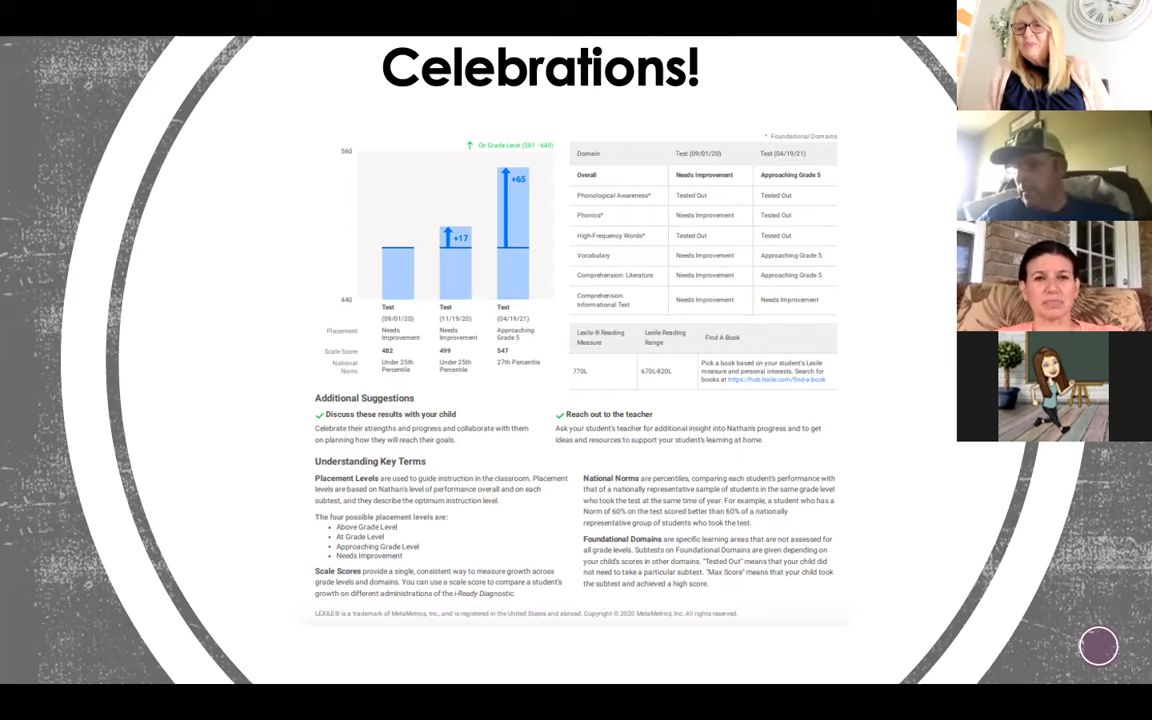 Celebrations!
On Grade Level (581 - 640)
560
+65
+17
440
Test
Test
Test
(09/01/20)
(11/19/20)
(04/19/21)
Placement
Needs
Improvement
Needs
Improvement
Approaching
Grade 5
Scale Score
482
499
547
National
Norm
Under 25th
Percentile
Under 25th
Percentile
27th Percentile
* Foundational Domains
Domain
Test (09/01/20)
Test (04/19/21)
Overall
Needs Improvement
Approaching Grade 5
Phonological Awareness*
Tested Out
Tested Out
Phonics*
Needs Improvement
Tested Out
High-Frequency Words*
Tested Out
Tested Out
Vocabulary
Needs Improvement
Approaching Grade 5
Comprehension: Literature
Needs Improvement
Approaching Grade 5
Comprehension:
Informational Text
Needs Improvement
Needs Improvement
Lexile ® Reading
Measure
Lexile Reading
Range
Find A Book
770L
670L-820L
Pick a book based on your student's Lexile
measure and personal interests. Search for
books at https://hub.lexile.com/find-a-book
Additional Suggestions
Discuss these results with your child
Celebrate their strengths and progress and collaborate with them
on planning how they will reach their goals.
Reach out to the teacher
Ask your student's teacher for additional insight into Nathan's progress and to get
ideas and resources to support your student's learning at home.
Understanding Key Terms
Placement Levels are used to guide instruction in the classroom. Placement
levels are based on Nathan's level of performance overall and on each
subtest, and they describe the optimum instruction level.
The four possible placement levels are:
• Above Grade Level
• At Grade Level
• Approaching Grade Level
• Needs Improvement
Scale Scores provide a single, consistent way to measure growth across
grade levels and domains. You can use a scale score to compare a student's
growth on different administrations of the i-Ready Diagnostic.
National Norms are percentiles, comparing each student's performance with
that of a nationally representative sample of students in the same grade level
who took the test at the same time of year. For example, a student who has a
Norm of 60% on the test scored better than 60% of a nationally
representative group of students who took the test.
Foundational Domains are specific learning areas that are not assessed for
all grade levels. Subtests on Foundational Domains are given depending on
your child's scores in other domains. "Tested Out" means that your child did
not need to take a particular subtest. "Max Score" means that your child took
the subtest and achieved a high score.
LEXILE® is a trademark of MetaMetrics, Inc., and is registered in the United States and abroad. Copyright © 2020 MetaMetrics, Inc. All rights reserved.